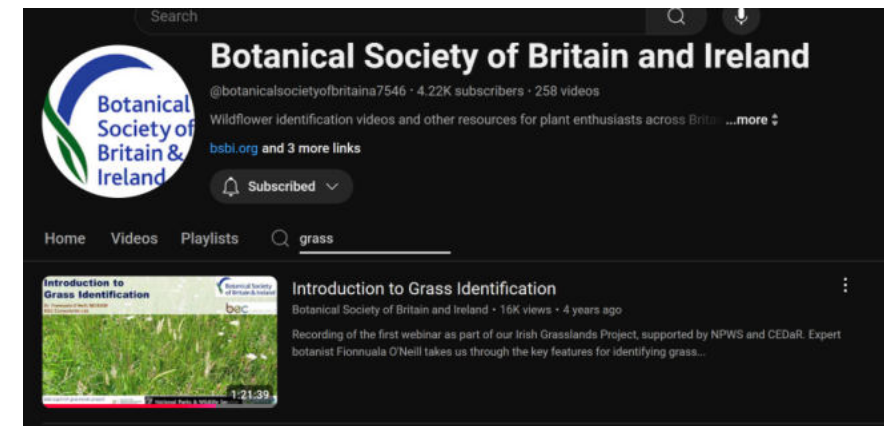 Search
Botanical Society of Britain and Ireland
@botanicalsocietyofbritaina7546 · 4.22K subscribers · 258 videos
Wildflower identification videos and other resources for plant enthusiasts across ...more
bsbi.org and 3 more links
Subscribed
Botanical
Society of
Britain &
Ireland
Home Videos Playlists grass
Introduction to
Grass Identification
Botanical Society
of Britain & Ireland
1:21:39
Introduction to Grass Identification
Botanical Society of Britain and Ireland • 16K views • 4 years ago
Recording of the first webinar as part of our Irish Grasslands Project, supported by NPWS and CEDaR. Expert
botanist Fionnuala O'Neill takes us through the key features for identifying grass...